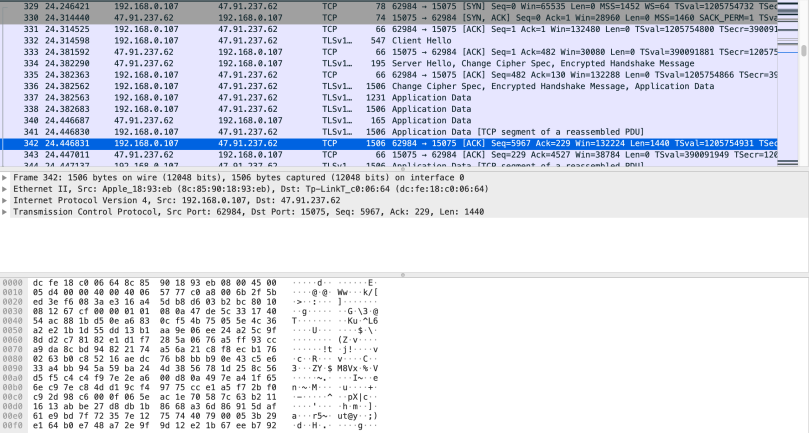 329 24.246421 192.168.0.107 47.91.237.62 TCP 78 62984 → 15075 [SYN] Seq=0 Win=65535 Len=0 MSS=1460 WS=64 TSval=1205754732 TSec
330 24.314440 47.91.237.62 192.168.0.107 TCP 74 15075 → 62984 [SYN, ACK] Seq=0 Ack=1 Win=28960 Len=0 MSS=1460 SACK_PERM=1 TSva
331 24.314525 192.168.0.107 47.91.237.62 TCP 66 62984 → 15075 [ACK] Seq=1 Ack=1 Win=132480 Len=0 TSval=1205754800 TSecr=390091
332 24.314598 192.168.0.107 47.91.237.62 TLSv1… 547 Client Hello
333 24.381592 47.91.237.62 192.168.0.107 TCP 66 15075 → 62984 [ACK] Seq=1 Ack=482 Win=30080 Len=0 TSval=390091881 TSecr=120575
334 24.382290 47.91.237.62 192.168.0.107 TLSv1… 195 Server Hello, Change Cipher Spec, Encrypted Handshake Message
335 24.382363 192.168.0.107 47.91.237.62 TCP 66 62984 → 15075 [ACK] Seq=482 Ack=130 Win=132288 Len=0 TSval=1205754866 TSecr=39
336 24.382562 192.168.0.107 47.91.237.62 TLSv1… 1506 Change Cipher Spec, Encrypted Handshake Message, Application Data
337 24.382563 192.168.0.107 47.91.237.62 TLSv1… 1231 Application Data
338 24.382683 192.168.0.107 47.91.237.62 TLSv1… 1506 Application Data
340 24.446687 47.91.237.62 192.168.0.107 TLSv1… 165 Application Data
341 24.446830 192.168.0.107 47.91.237.62 TLSv1… 1506 Application Data [TCP segment of a reassembled PDU]
342 24.446831 192.168.0.107 47.91.237.62 TCP 1506 62984 → 15075 [ACK] Seq=5967 Ack=229 Win=132224 Len=1440 TSval=1205754931 TSec
343 24.447011 47.91.237.62 192.168.0.107 TCP 66 15075 → 62984 [ACK] Seq=229 Ack=4527 Win=38784 Len=0 TSval=390091949 TSecr=120
Frame 342: 1506 bytes on wire (12048 bits), 1506 bytes captured (12048 bits) on interface 0
Ethernet II, Src: Apple_18:93:eb (8c:85:90:18:93:eb), Dst: Tp-LinkT_c0:06:64 (dc:fe:18:c0:06:64)
Internet Protocol Version 4, Src: 192.168.0.107, Dst: 47.91.237.62
Transmission Control Protocol, Src Port: 62984, Dst Port: 15075, Seq: 5967, Ack: 229, Len: 1440
0000 dc fe 18 c0 06 64 8c 85 90 18 93 eb 08 00 45 00 ·····d·· ······E·
0010 05 d4 00 00 40 00 40 06 57 77 c0 a8 00 6b 2f 5b ····@·@· Ww···k/[
0020 ed 3e f6 08 3a e3 16 a4 5d b8 d6 03 b2 bc 80 10 ·>··:··· ]·······
0030 08 12 67 cf 00 00 01 01 08 0a 47 de 5c 33 17 40 ··g····· ··G·\3·@
0040 54 ac 88 1b d5 0e a6 83 0c f5 4b 75 05 5e 4c 36 T······· ··Ku·^L6
0050 a2 e2 1b 1d 55 dd 13 b1 aa 9e 06 ee 24 a2 5c 9f ····U··· ····$·\·
0060 8d d2 c7 81 82 e1 d1 f7 28 5a 06 76 a5 ff 93 cc ········ (Z·v····
0070 a9 da 8c bd 94 82 21 74 a5 6a 21 c8 f8 ec b1 76 ······!t ·j!····v
0080 02 63 b0 c8 52 16 ae dc 76 b8 bb b9 0e 43 c5 e6 ·c··R··· v····C··
0090 33 a4 bb 94 5a 59 ba 24 4d 38 56 78 1d 25 8c 56 3···ZY·$ M8Vx·%·V
00a0 d5 f5 c4 c4 f9 7e 2e a6 00 d8 0a 49 7e a4 1f 65 ·····~.· ···I~··e
00b0 6e c9 7e c8 4d d1 9c f4 97 75 cc e1 a5 f7 2b f0 n·~·M··· ·u····+·
00c0 c9 2d 98 c6 00 0f 06 5e ac 1e 70 58 7c 63 b2 11 ·-·····^ ··pX|c··
00d0 16 13 ab be 27 d8 db 1b 86 68 a3 6d 86 91 5d af ····'··· ·h·m··]·
00e0 61 e9 bd 7f 72 35 7e 12 75 74 40 79 00 05 3b 29 a···r5~· ut@y··;)
00f0 e1 64 b0 e7 48 a7 2e 9f 9d 12 e2 1b 67 ee b7 92 ·d··H·.· ····g···